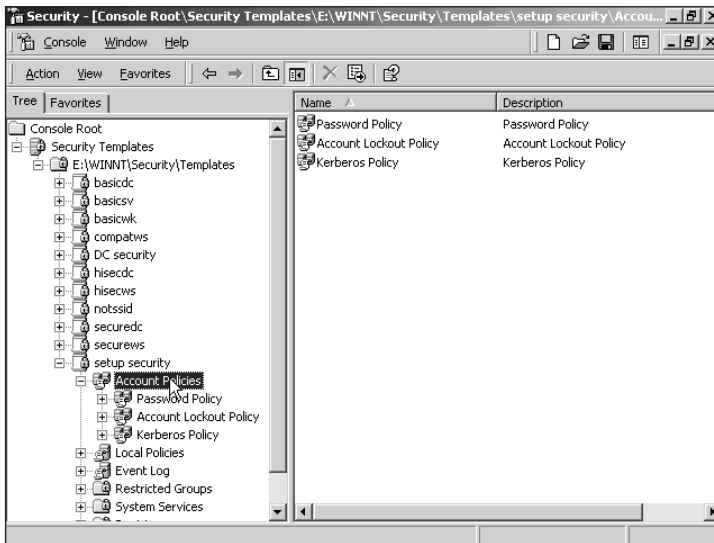 Security - [Console Root\Security Templates\E:\WINNT\Security\Templates\setup security\Accou...
Console Window Help
Action View Favorites
Tree Favorites
Name Description
Console Root
Security Templates
E:\WINNT\Security\Templates
basicdc
basicsv
basicwk
compatws
DC security
hisecdc
hisecws
notssid
securedc
securews
setup security
Account Policies
Password Policy
Account Lockout Policy
Kerberos Policy
Local Policies
Event Log
Restricted Groups
System Services
Password Policy Password Policy
Account Lockout Policy Account Lockout Policy
Kerberos Policy Kerberos Policy